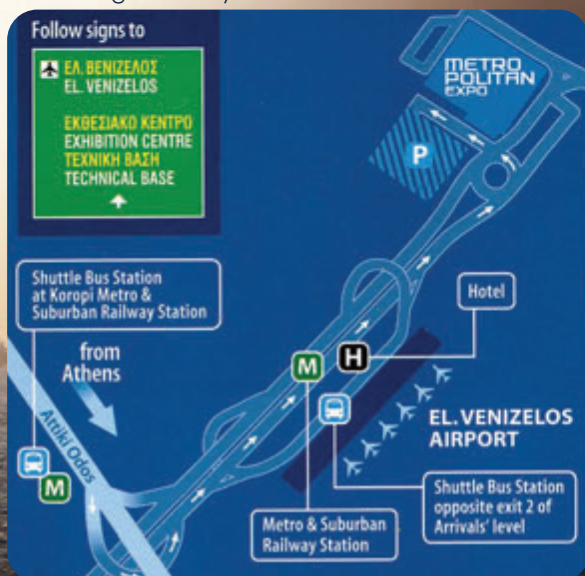 Follow signs to
ΕΛ. ΒΕΝΙΖΕΛΟΣ
EL. VENIZELOS
ΕΚΘΕΣΙΑΚΟ ΚΕΝΤΡΟ
EXHIBITION CENTRE
ΤΕΧΝΙΚΗ ΒΑΣΗ
TECHNICAL BASE
METRO
POLITAN
EXPO
P
Shuttle Bus Station
at Koropi Metro &
Suburban Railway Station
Hotel
from
Athens
H
M
EL. VENIZELOS
AIRPORT
Attiki Odos
M
Metro & Suburban
Railway Station
Shuttle Bus Station
opposite exit 2 of
Arrivals' level